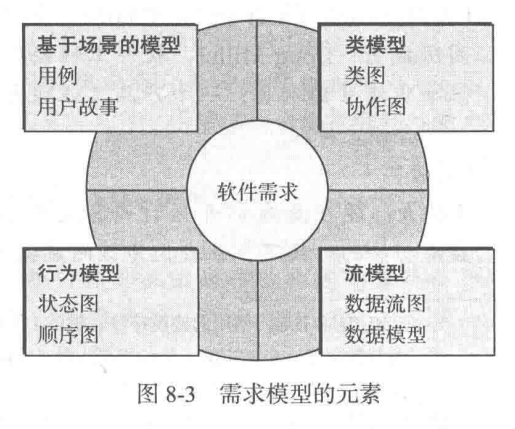 基于场景的模型
用例
用户故事
类模型
类图
协作图
软件需求
行为模型
状态图
顺序图
流模型
数据流图
数据模型
图 8-3 需求模型的元素